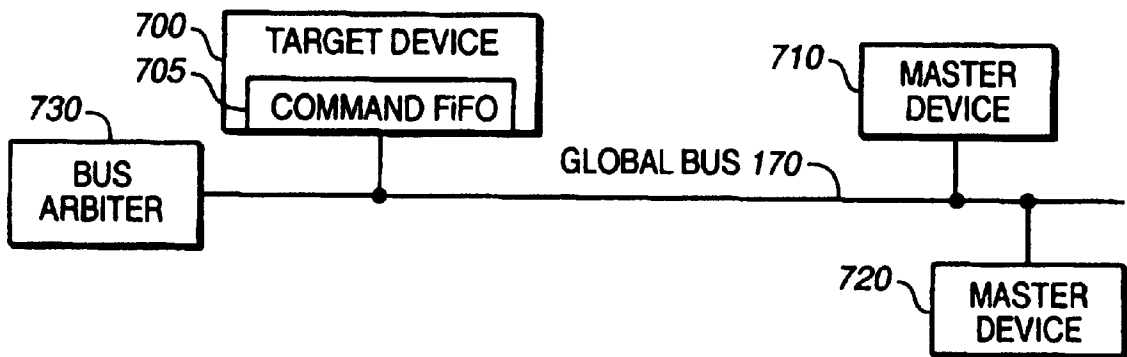 700
TARGET DEVICE
705
COMMAND FiFO
710
MASTER
DEVICE
730
BUS
ARBITER
GLOBAL BUS 170
720
MASTER
DEVICE